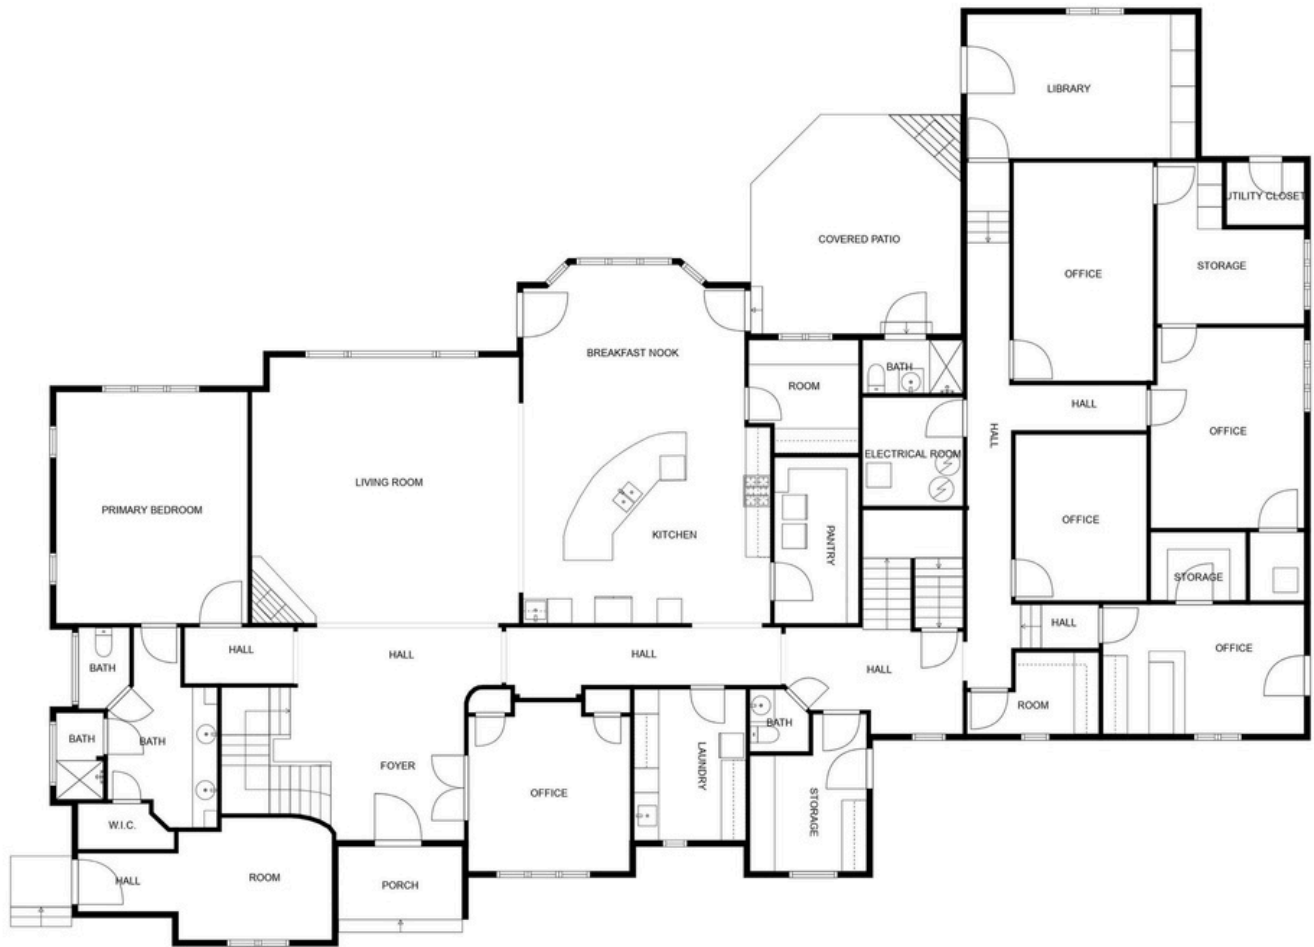 LIBRARY
UTILITY CLOSET
COVERED PATIO
STORAGE
OFFICE
BREAKFAST NOOK
BATH
ROOM
HALL
OFFICE
HALL
ELECTRICAL ROOM
LIVING ROOM
PRIMARY BEDROOM
OFFICE
KITCHEN
PANTRY
STORAGE
HALL
OFFICE
HALL
HALL
HALL
BATH
HALL
ROOM
BATH
BATH
BATH
FOYER
LAUNDRY
OFFICE
STORAGE
W.I.C.
HALL
ROOM
PORCH